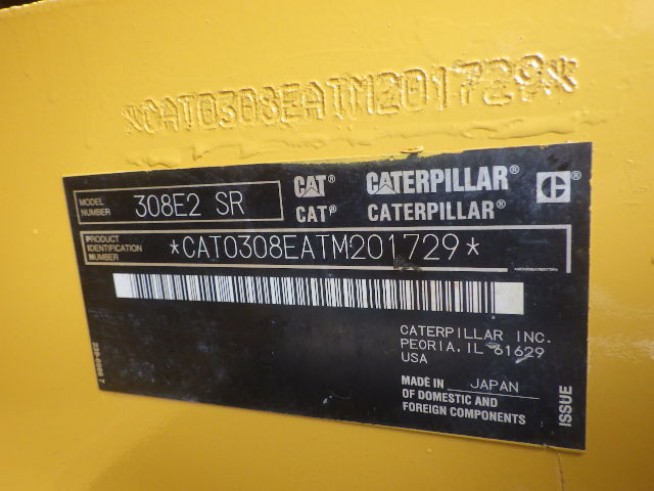 *CAT0308EATM201729*
MODEL NUMBER 308E2 SR
CAT® CATERPILLAR® C
CAT® CATERPILLAR®
PRODUCT IDENTIFICATION NUMBER *CAT0308EATM201729*
CATERPILLAR INC.
PEORIA, IL 61629
USA
MADE IN JAPAN
OF DOMESTIC AND
FOREIGN COMPONENTS
ISSUE